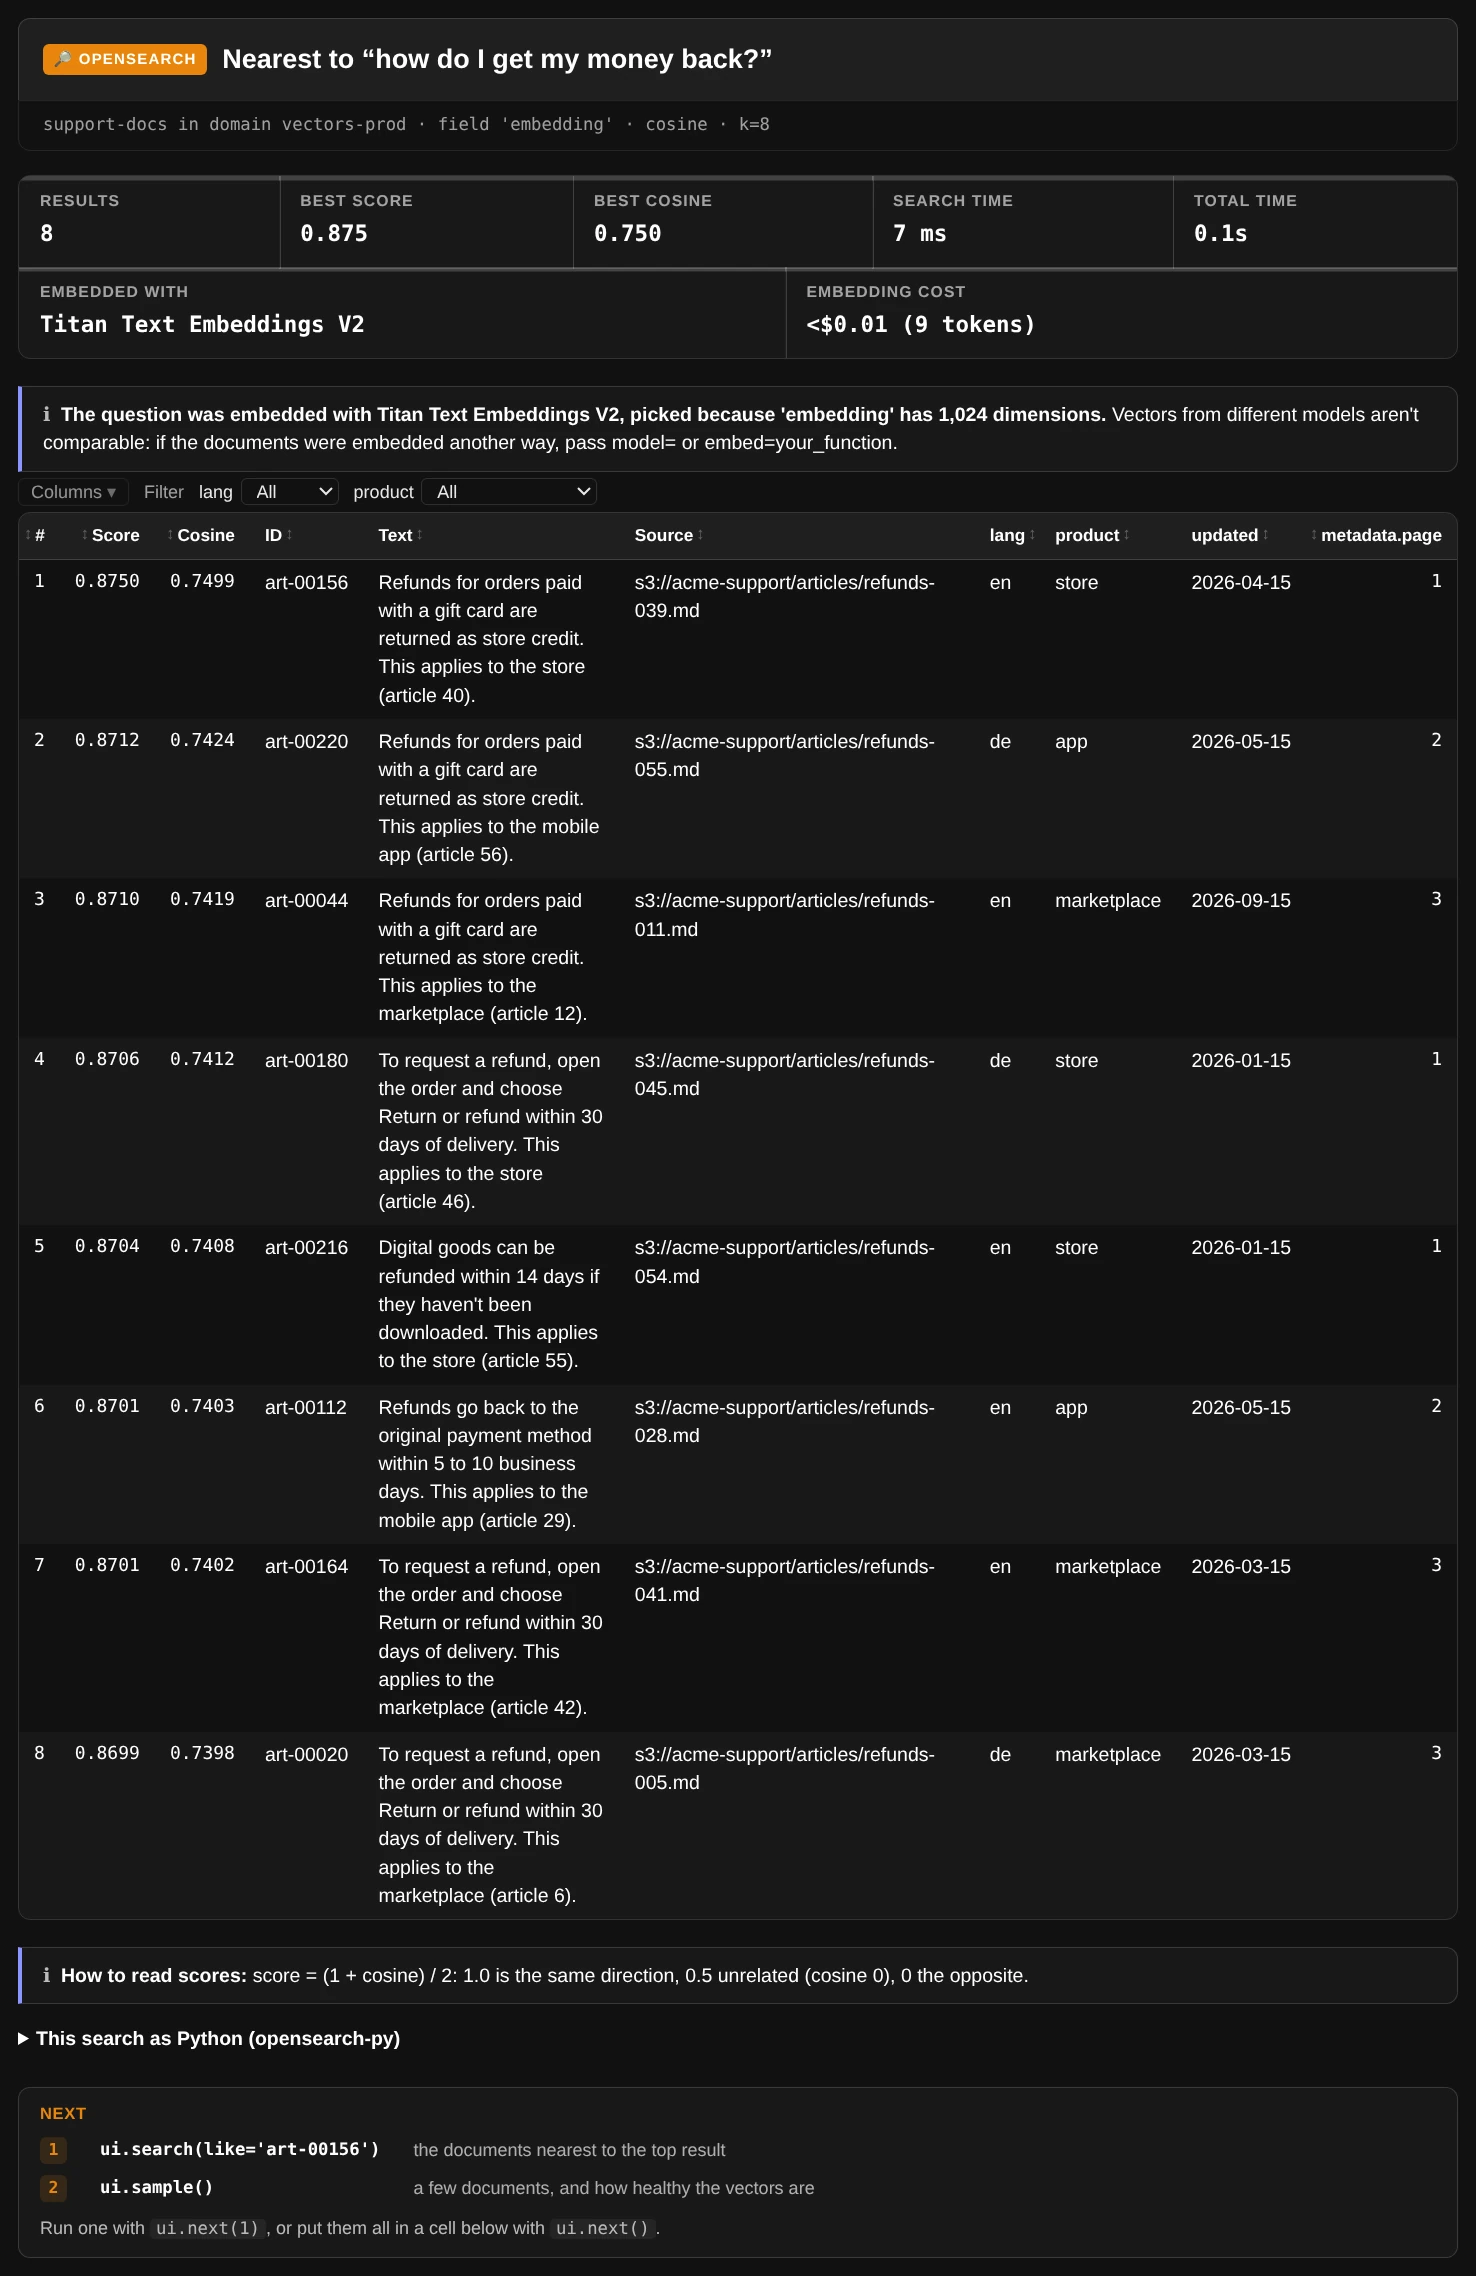 🔎 OPENSEARCH Nearest to “how do I get my money back?”
support-docs in domain vectors-prod · field 'embedding' · cosine · k=8
RESULTS BEST SCORE BEST COSINE SEARCH TIME TOTAL TIME
8 0.875 0.750 7 ms 0.1s
EMBEDDED WITH EMBEDDING COST
Titan Text Embeddings V2 <$0.01 (9 tokens)
ℹ The question was embedded with Titan Text Embeddings V2, picked because 'embedding' has 1,024 dimensions. Vectors from different models aren't
comparable: if the documents were embedded another way, pass model= or embed=your_function.
Columns ▾ Filter lang All product All
↕ # ↕ Score ↕ Cosine ID ↕ Text ↕ Source ↕ lang ↕ product ↕ updated ↕ ↕ metadata.page
1 0.8750 0.7499 art-00156 Refunds for orders paid s3://acme-support/articles/refunds- en store 2026-04-15 1
with a gift card are 039.md
returned as store credit.
This applies to the store
(article 40).
2 0.8712 0.7424 art-00220 Refunds for orders paid s3://acme-support/articles/refunds- de app 2026-05-15 2
with a gift card are 055.md
returned as store credit.
This applies to the mobile
app (article 56).
3 0.8710 0.7419 art-00044 Refunds for orders paid s3://acme-support/articles/refunds- en marketplace 2026-09-15 3
with a gift card are 011.md
returned as store credit.
This applies to the
marketplace (article 12).
4 0.8706 0.7412 art-00180 To request a refund, open s3://acme-support/articles/refunds- de store 2026-01-15 1
the order and choose 045.md
Return or refund within 30
days of delivery. This
applies to the store
(article 46).
5 0.8704 0.7408 art-00216 Digital goods can be s3://acme-support/articles/refunds- en store 2026-01-15 1
refunded within 14 days if 054.md
they haven't been
downloaded. This applies
to the store (article 55).
6 0.8701 0.7403 art-00112 Refunds go back to the s3://acme-support/articles/refunds- en app 2026-05-15 2
original payment method 028.md
within 5 to 10 business
days. This applies to the
mobile app (article 29).
7 0.8701 0.7402 art-00164 To request a refund, open s3://acme-support/articles/refunds- en marketplace 2026-03-15 3
the order and choose 041.md
Return or refund within 30
days of delivery. This
applies to the
marketplace (article 42).
8 0.8699 0.7398 art-00020 To request a refund, open s3://acme-support/articles/refunds- de marketplace 2026-03-15 3
the order and choose 005.md
Return or refund within 30
days of delivery. This
applies to the
marketplace (article 6).
ℹ How to read scores: score = (1 + cosine) / 2: 1.0 is the same direction, 0.5 unrelated (cosine 0), 0 the opposite.
▶ This search as Python (opensearch-py)
NEXT
1 ui.search(like='art-00156') the documents nearest to the top result
2 ui.sample() a few documents, and how healthy the vectors are
Run one with ui.next(1), or put them all in a cell below with ui.next().